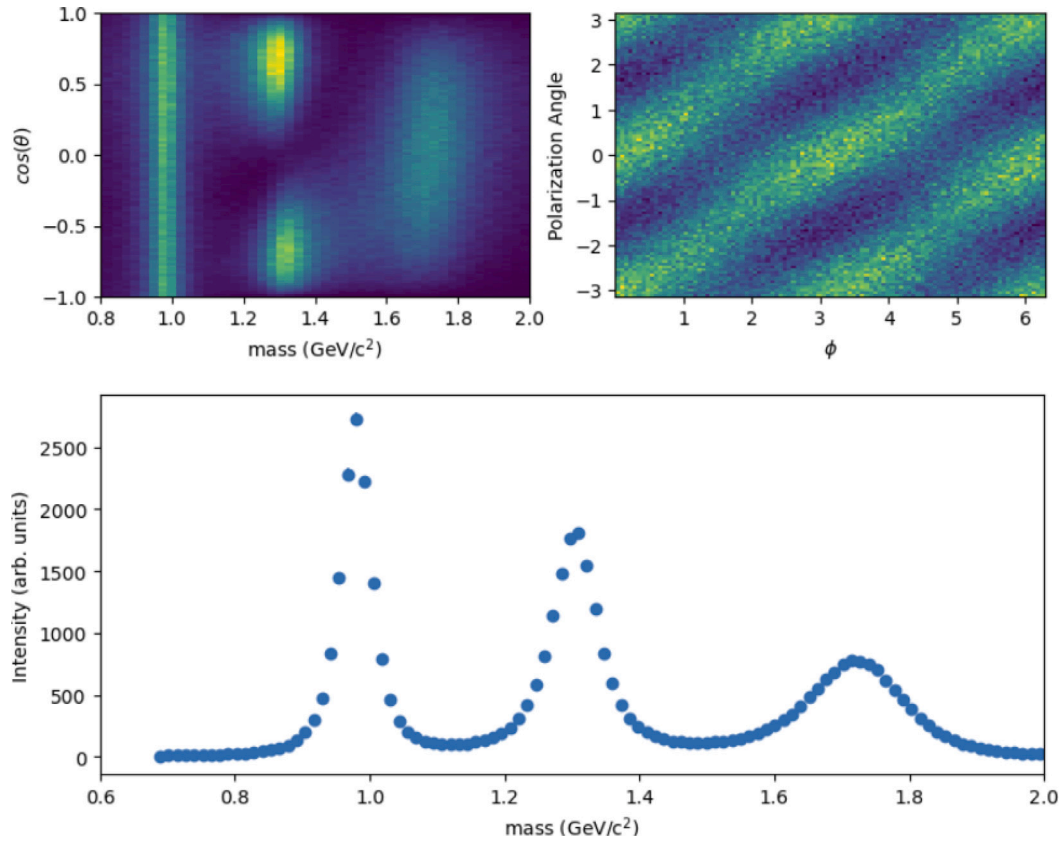 1.0
0.5
0.0
−0.5
−1.0
cos(θ)
0.8 1.0 1.2 1.4 1.6 1.8 2.0
mass (GeV/c²)
3
2
1
0
−1
−2
−3
Polarization Angle
1 2 3 4 5 6
ϕ
2500
2000
1500
1000
500
0
Intensity (arb. units)
0.6 0.8 1.0 1.2 1.4 1.6 1.8 2.0
mass (GeV/c²)